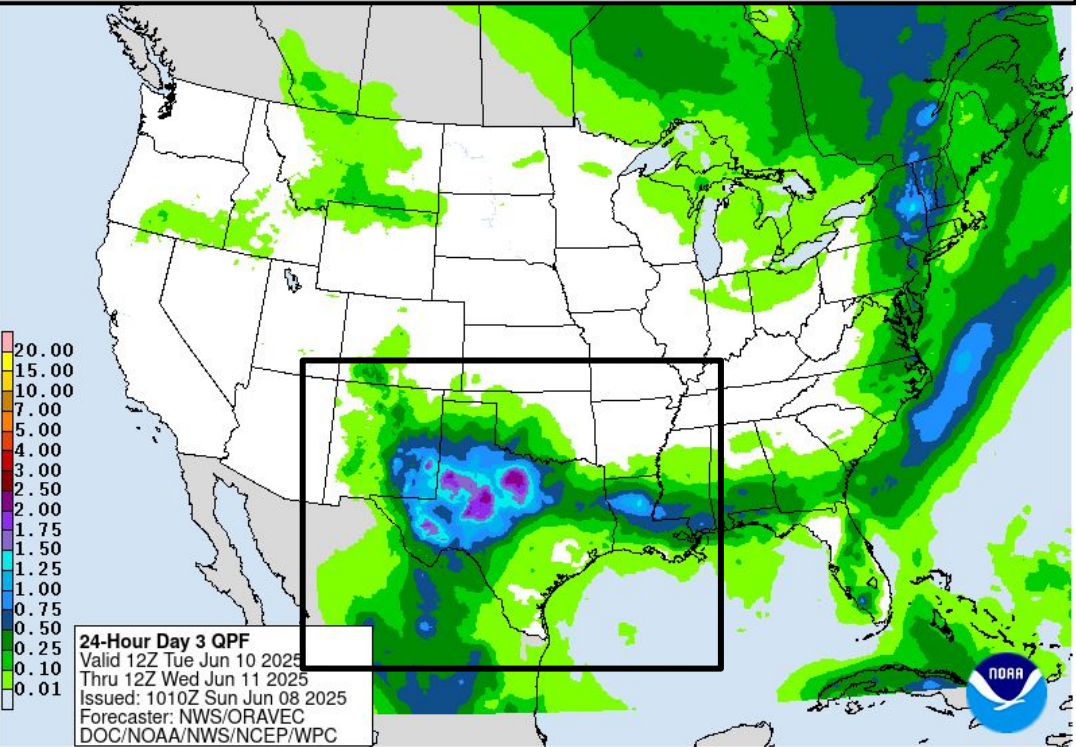 20.00
15.00
10.00
7.00
5.00
4.00
3.00
2.50
2.00
1.75
1.50
1.25
1.00
0.75
0.50
0.25
0.10
0.01
24-Hour Day 3 QPF
Valid 12Z Tue Jun 10 2025
Thru 12Z Wed Jun 11 2025
Issued: 1010Z Sun Jun 08 2025
Forecaster: NWS/ORAVEC
DOC/NOAA/NWS/NCEP/WPC
NOAA